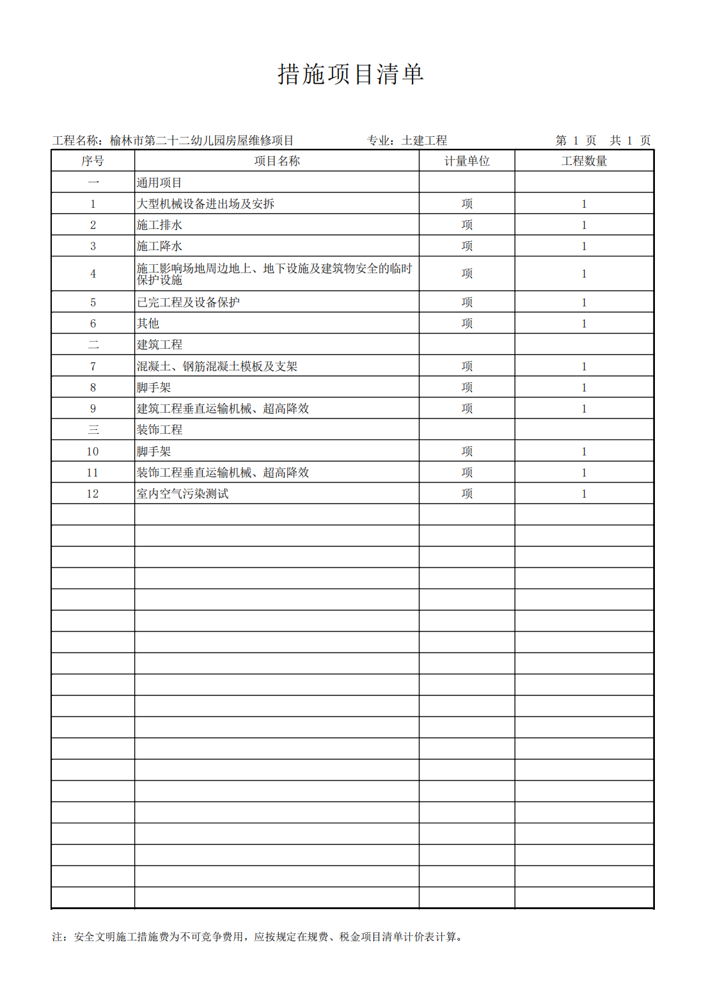 措施项目清单
工程名称：榆林市第二十二幼儿园房屋维修项目 专业：土建工程 第 1 页 共 1 页
序号 项目名称 计量单位 工程数量
一 通用项目
1 大型机械设备进出场及安拆 项 1
2 施工排水 项 1
3 施工降水 项 1
4 施工影响场地周边地上、地下设施及建筑物安全的临时
保护设施 项 1
5 已完工程及设备保护 项 1
6 其他 项 1
二 建筑工程
7 混凝土、钢筋混凝土模板及支架 项 1
8 脚手架 项 1
9 建筑工程垂直运输机械、超高降效 项 1
三 装饰工程
10 脚手架 项 1
11 装饰工程垂直运输机械、超高降效 项 1
12 室内空气污染测试 项 1
注：安全文明施工措施费为不可竞争费用，应按规定在规费、税金项目清单计价表计算。